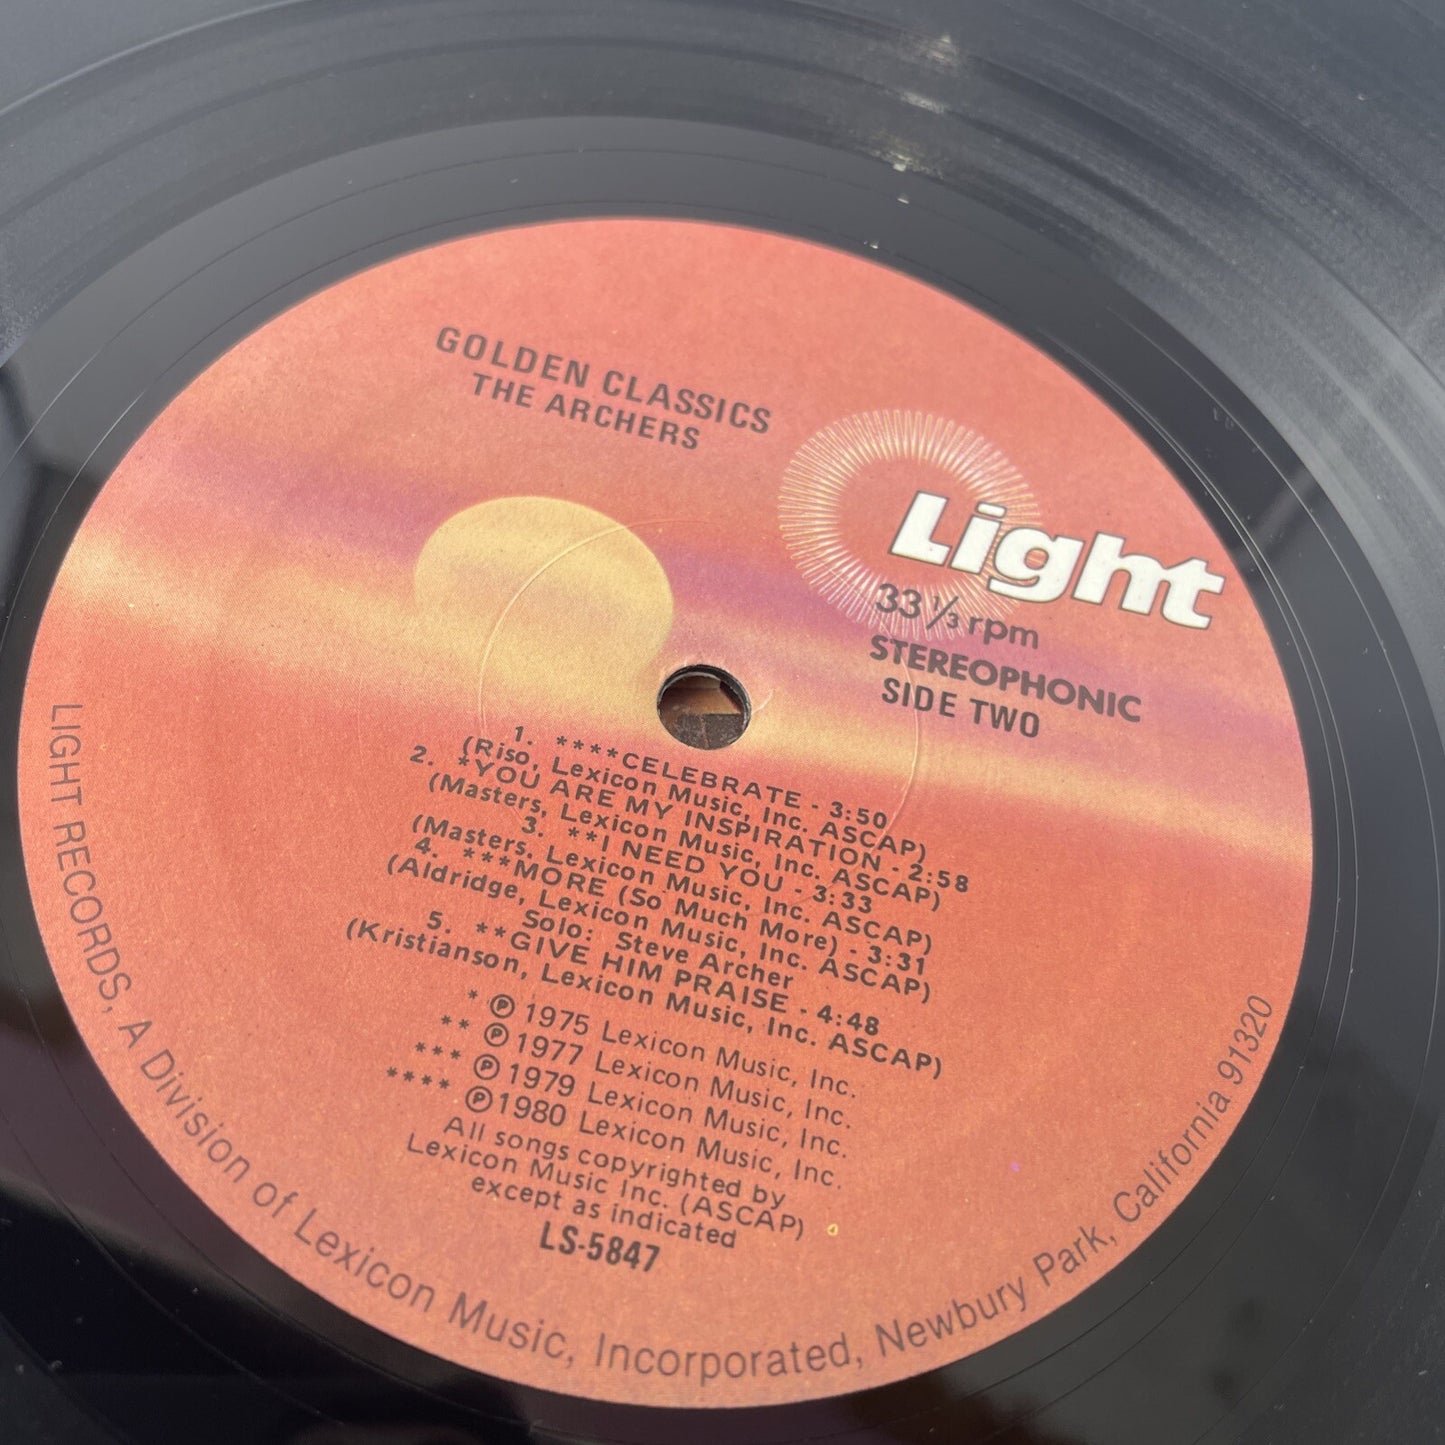 GOLDEN CLASSICS
THE ARCHERS
Light
33 1/3 rpm
STEREOPHONIC
SIDE TWO
1. ****CELEBRATE - 3:50
(Riso, Lexicon Music, Inc. ASCAP)
2. *YOU ARE MY INSPIRATION - 2:58
(Masters, Lexicon Music, Inc. ASCAP)
3. **I NEED YOU - 3:33
(Masters, Lexicon Music, Inc. ASCAP)
4. ***MORE (So Much More) - 3:31
(Aldridge, Lexicon Music, Inc. ASCAP)
Solo: Steve Archer
5. **GIVE HIM PRAISE - 4:48
(Kristianson, Lexicon Music, Inc. ASCAP)
* ℗ 1975 Lexicon Music, Inc.
** ℗ 1977 Lexicon Music, Inc.
*** ℗ 1979 Lexicon Music, Inc.
**** ℗ 1980 Lexicon Music, Inc.
All songs copyrighted by
Lexicon Music Inc. (ASCAP)
except as indicated
LS-5847
LIGHT RECORDS, A Division of Lexicon Music, Incorporated, Newbury Park, California 91320